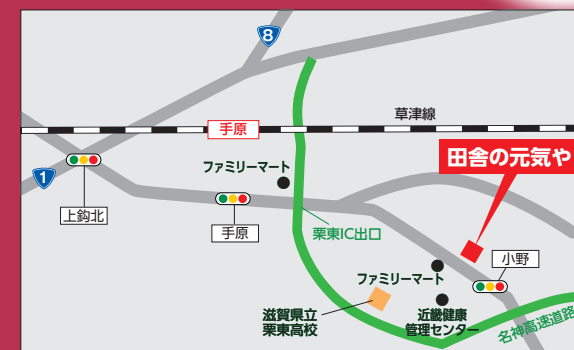 8
草津線
手原
田舎の元気や
ファミリーマート
1
上鈎北
手原
栗東IC出口
小野
ファミリーマート
滋賀県立
栗東高校
近畿健康
管理センター
名神高速道路